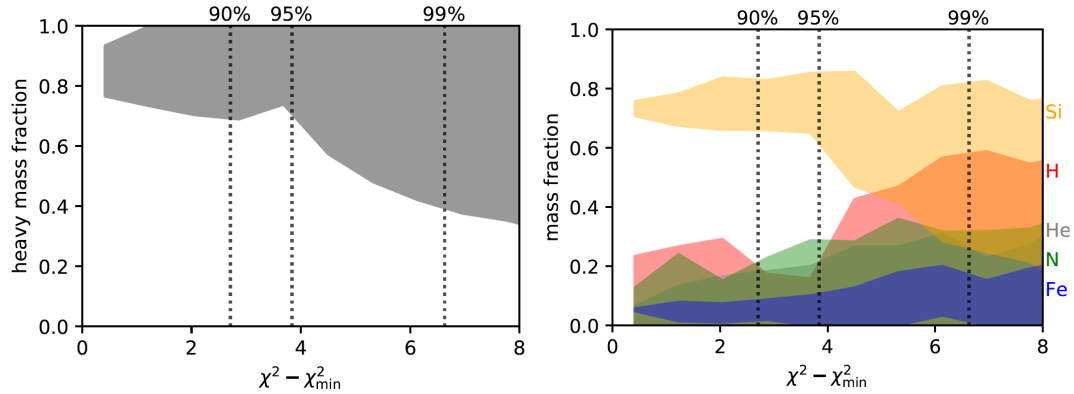 90% 95% 99%
1.0
0.8
0.6
0.4
0.2
0.0
heavy mass fraction
0 2 4 6 8
χ² − χ²min
90% 95% 99%
1.0
0.8
0.6
0.4
0.2
0.0
mass fraction
Si
H
He
N
Fe
0 2 4 6 8
χ² − χ²min